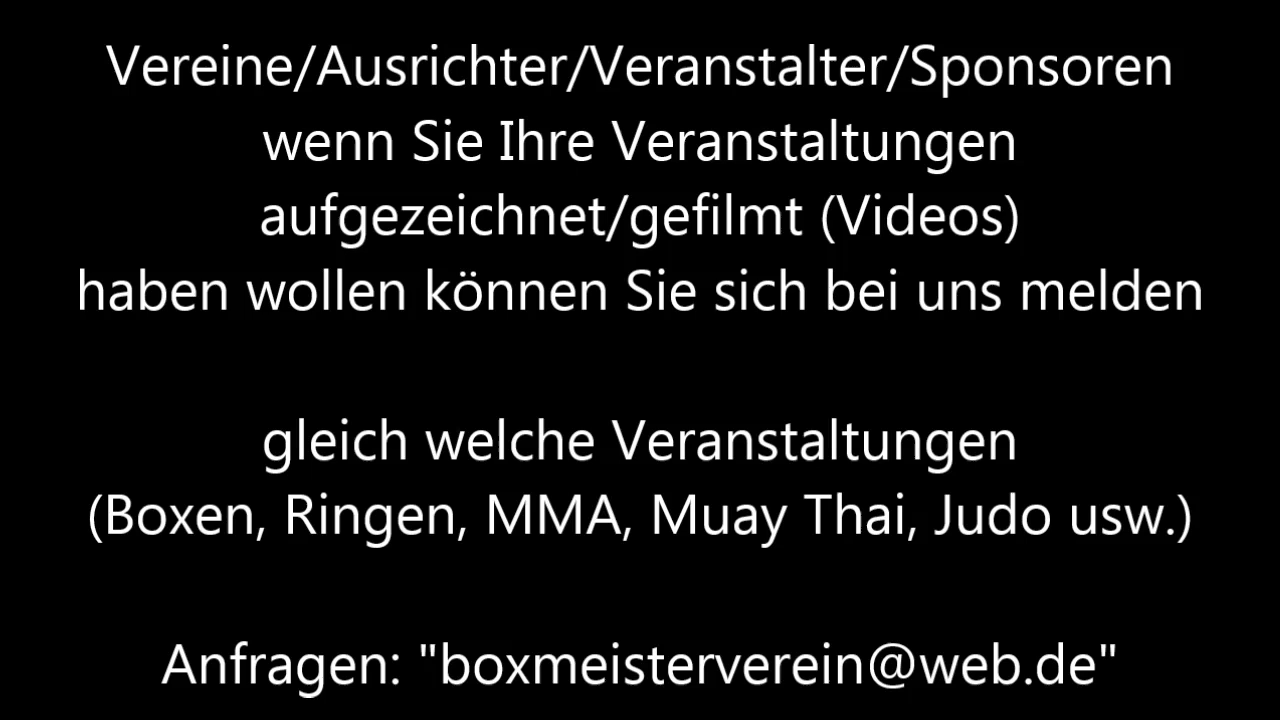 Vereine/Ausrichter/Veranstalter/Sponsoren
wenn Sie Ihre Veranstaltungen
aufgezeichnet/gefilmt (Videos)
haben wollen können Sie sich bei uns melden
gleich welche Veranstaltungen
(Boxen, Ringen, MMA, Muay Thai, Judo usw.)
Anfragen: "boxmeisterverein@web.de"